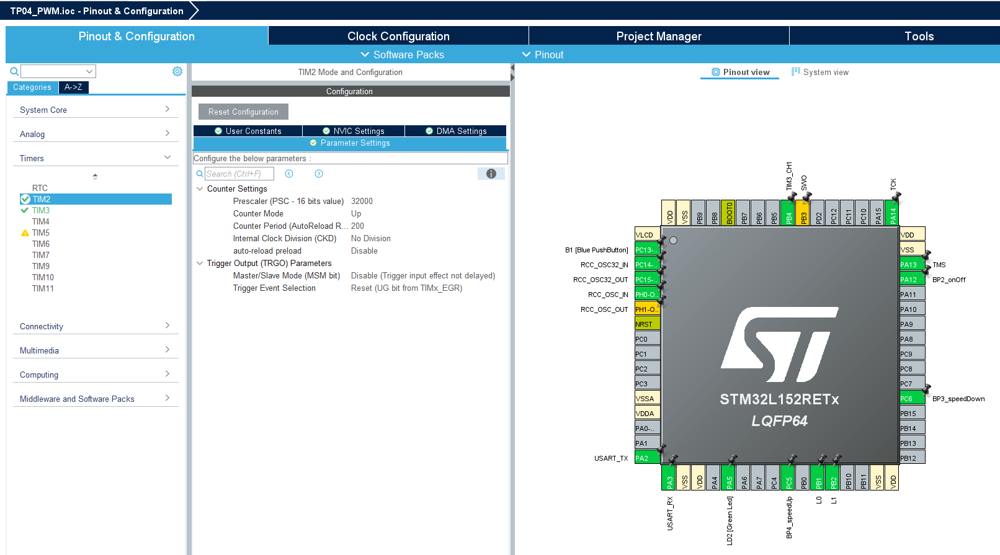 TP04_PWM.ioc - Pinout & Configuration
Pinout & Configuration
Clock Configuration
Project Manager
Tools
Software Packs
Pinout
Categories
A->Z
System Core
Analog
Timers
RTC
TIM2
TIM3
TIM4
TIM5
TIM6
TIM7
TIM9
TIM10
TIM11
Connectivity
Multimedia
Computing
Middleware and Software Packs
TIM2 Mode and Configuration
Configuration
Reset Configuration
User Constants
NVIC Settings
DMA Settings
Parameter Settings
Configure the below parameters :
Search (Ctrl+F)
Counter Settings
Prescaler (PSC - 16 bits value) 32000
Counter Mode Up
Counter Period (AutoReload R... 200
Internal Clock Division (CKD) No Division
auto-reload preload Disable
Trigger Output (TRGO) Parameters
Master/Slave Mode (MSM bit) Disable (Trigger input effect not delayed)
Trigger Event Selection Reset (UG bit from TIMx_EGR)
Pinout view
System view
TIM3_CH1
SWO
TCK
VDD
VSS
PB9
PB8
BOOT0
PB7
PB6
PB5
PB4
PB3
PD2
PC12
PC11
PC10
PA15
PA14
VLCD
B1 [Blue PushButton] PC13-..
RCC_OSC32_IN PC14-..
RCC_OSC32_OUT PC15-..
RCC_OSC_IN PH0-O..
RCC_OSC_OUT PH1-O..
NRST
PC0
PC1
PC2
PC3
VSSA
VDDA
PA0-..
PA1
USART_TX PA2
STM32L152RETx
LQFP64
VDD
VSS
PA13 TMS
PA12 BP2_onOff
PA11
PA10
PA9
PA8
PC9
PC8
PC7
PC6 BP3_speedDown
PB15
PB14
PB13
PB12
PA3
VSS
VDD
PA4
PA5
PA6
PA7
PC4
PC5
PB0
PB1
PB2
PB10
PB11
VSS
VDD
USART_RX
LD2 [Green Led]
BP4_speedUp
L0
L1